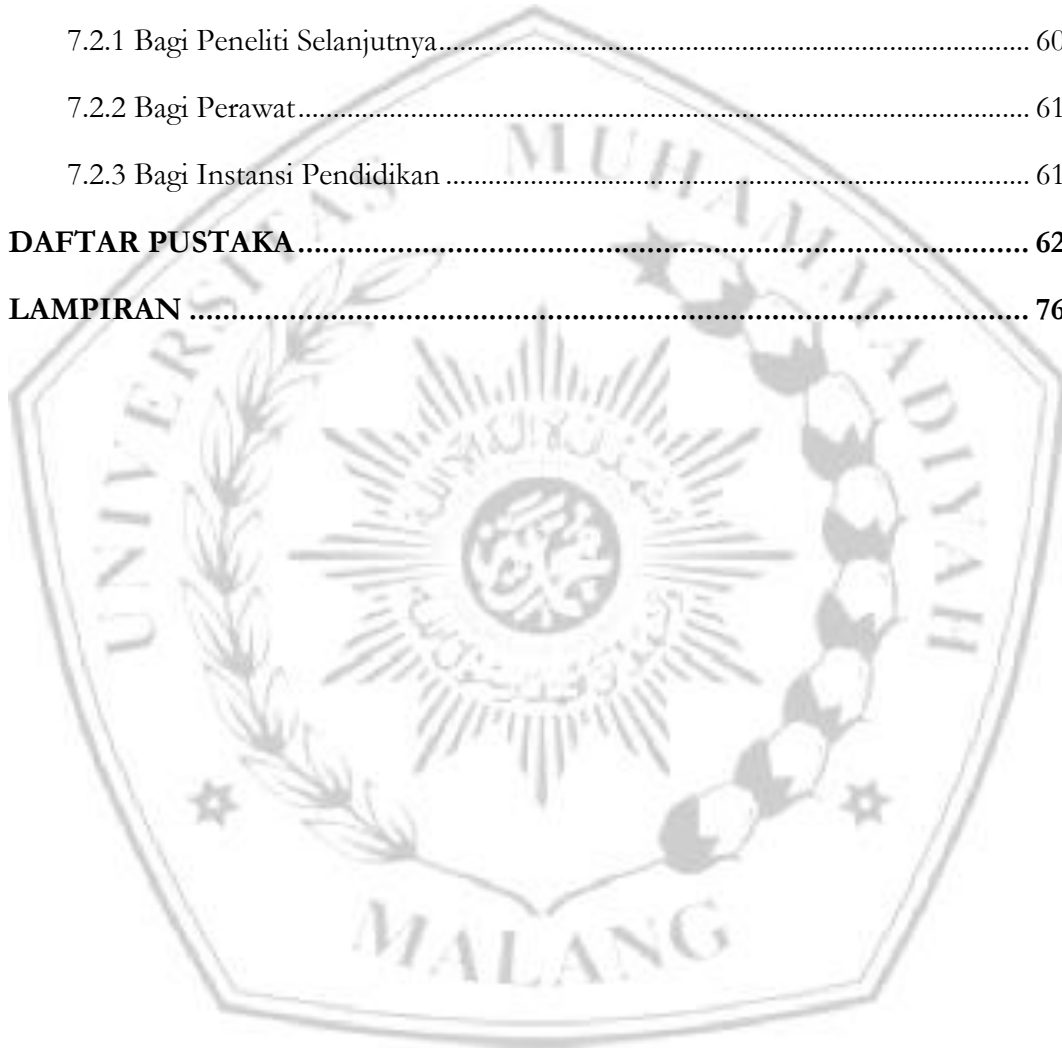 7.2.1 Bagi Peneliti Selanjutnya.......................................................................................... 60
7.2.2 Bagi Perawat................................................................................................................ 61
7.2.3 Bagi Instansi Pendidikan ......................................................................................... 61
DAFTAR PUSTAKA.......................................................................................... 62
LAMPIRAN .................................................................................................... 76
UNIVERSITAS MUHAMMADIYAH
MALANG